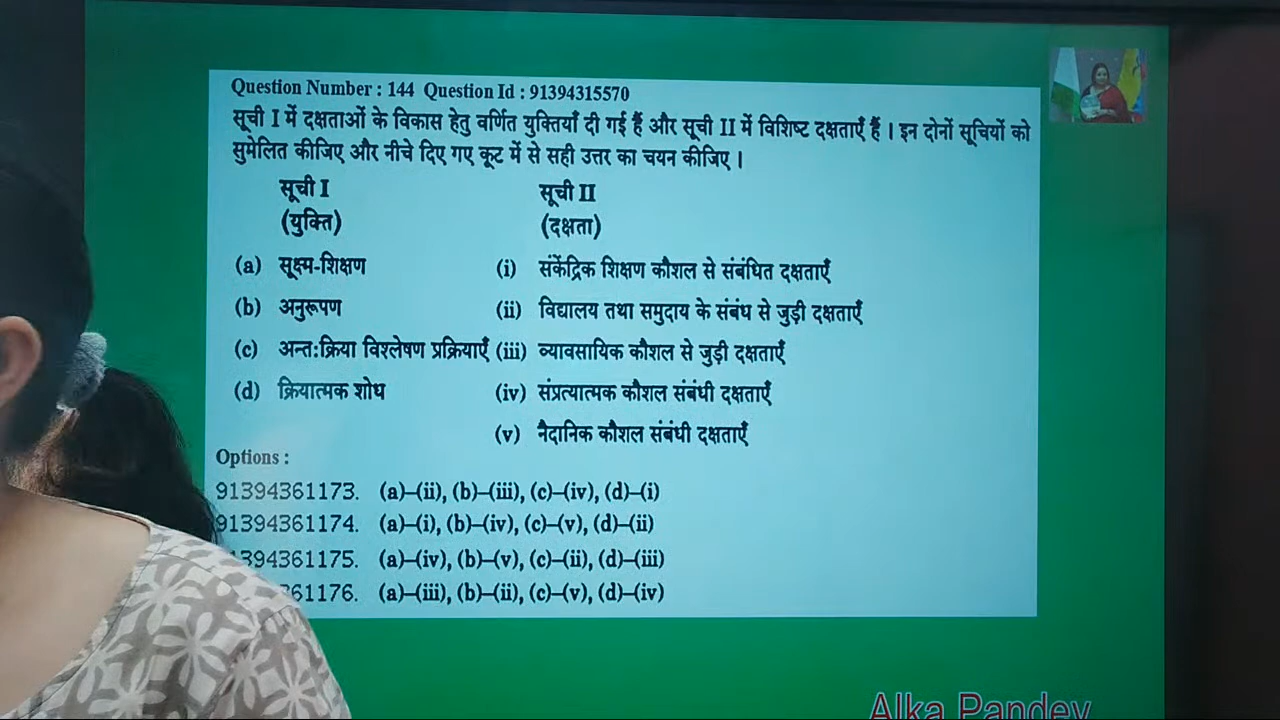 Question Number : 144 Question Id : 91394315570
सूची I में दक्षताओं के विकास हेतु वर्णित युक्तियाँ दी गई हैं और सूची II में विशिष्ट दक्षताएँ हैं । इन दोनों सूचियों को
सुमेलित कीजिए और नीचे दिए गए कूट में से सही उत्तर का चयन कीजिए ।
सूची I सूची II
(युक्ति) (दक्षता)
(a) सूक्ष्म-शिक्षण (i) संकेंद्रिक शिक्षण कौशल से संबंधित दक्षताएँ
(b) अनुरूपण (ii) विद्यालय तथा समुदाय के संबंध से जुड़ी दक्षताएँ
(c) अन्त:क्रिया विश्लेषण प्रक्रियाएँ (iii) व्यावसायिक कौशल से जुड़ी दक्षताएँ
(d) क्रियात्मक शोध (iv) संप्रत्यात्मक कौशल संबंधी दक्षताएँ
(v) नैदानिक कौशल संबंधी दक्षताएँ
Options :
91394361173. (a)–(ii), (b)–(iii), (c)–(iv), (d)–(i)
91394361174. (a)–(i), (b)–(iv), (c)–(v), (d)–(ii)
394361175. (a)–(iv), (b)–(v), (c)–(ii), (d)–(iii)
61176. (a)–(iii), (b)–(ii), (c)–(v), (d)–(iv)
Alka Pandey